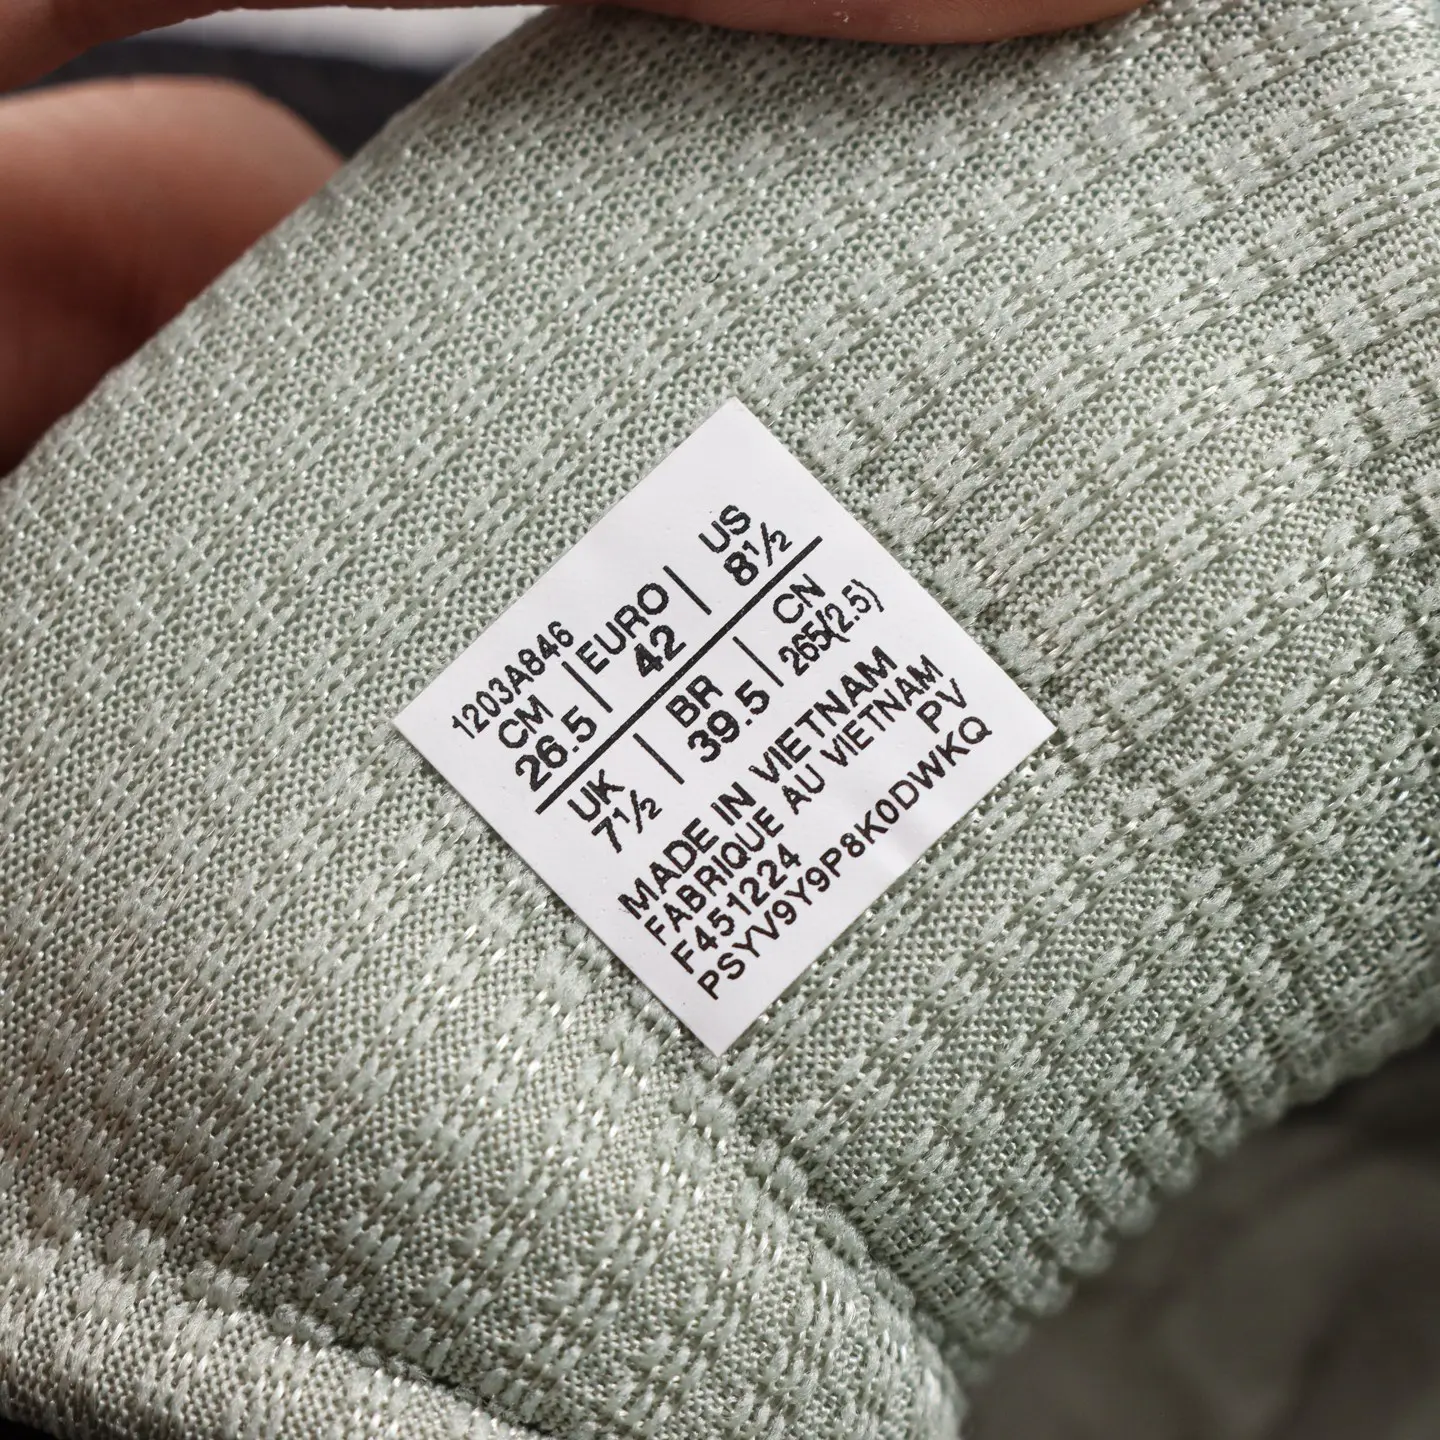 1203A846
CM | EURO | US
26.5 | 42 | 8½
UK | BR | CN
7½ | 39.5 | 265(2.5)
MADE IN VIETNAM
FABRIQUE AU VIETNAM
F451224 PV
PSYV9Y9P8K0DWKQ